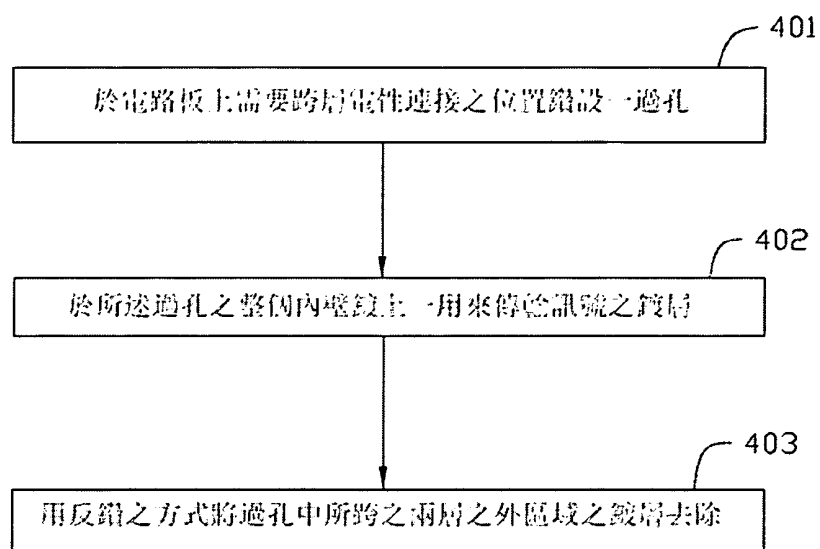 401
於電路板上需要跨層電性連接之位置鑽設一過孔
402
於所述過孔之整個內壁鍍上一用來傳輸訊號之鍍層
403
用反鑽之方式將過孔中所跨之兩層之外區域之鍍層去除